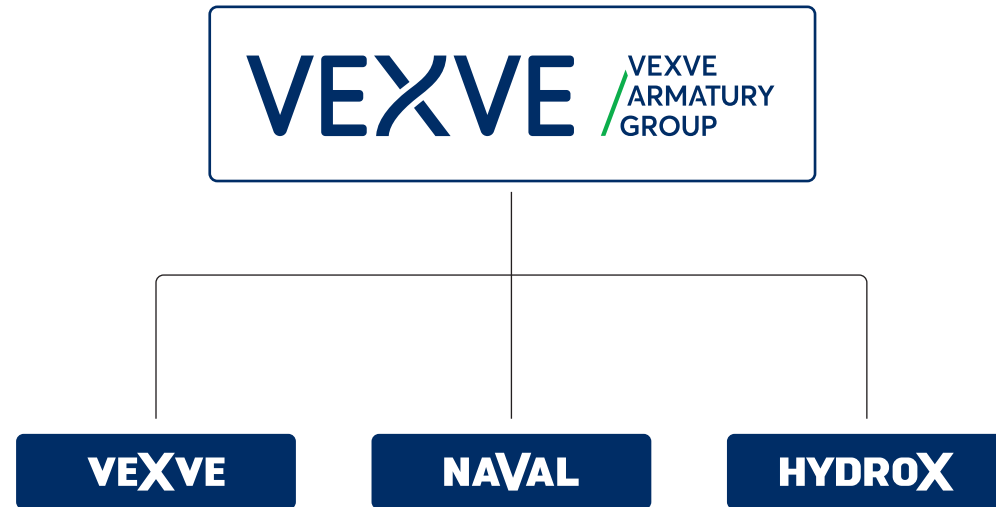 VEXVE
VEXVE
ARMATURY
GROUP
VEXVE
NAVAL
HYDROX